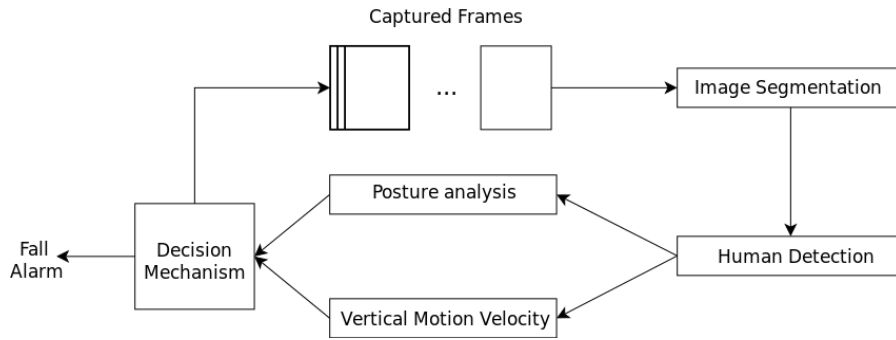 Captured Frames
...
Image Segmentation
Posture analysis
Fall
Alarm
Decision
Mechanism
Human Detection
Vertical Motion Velocity